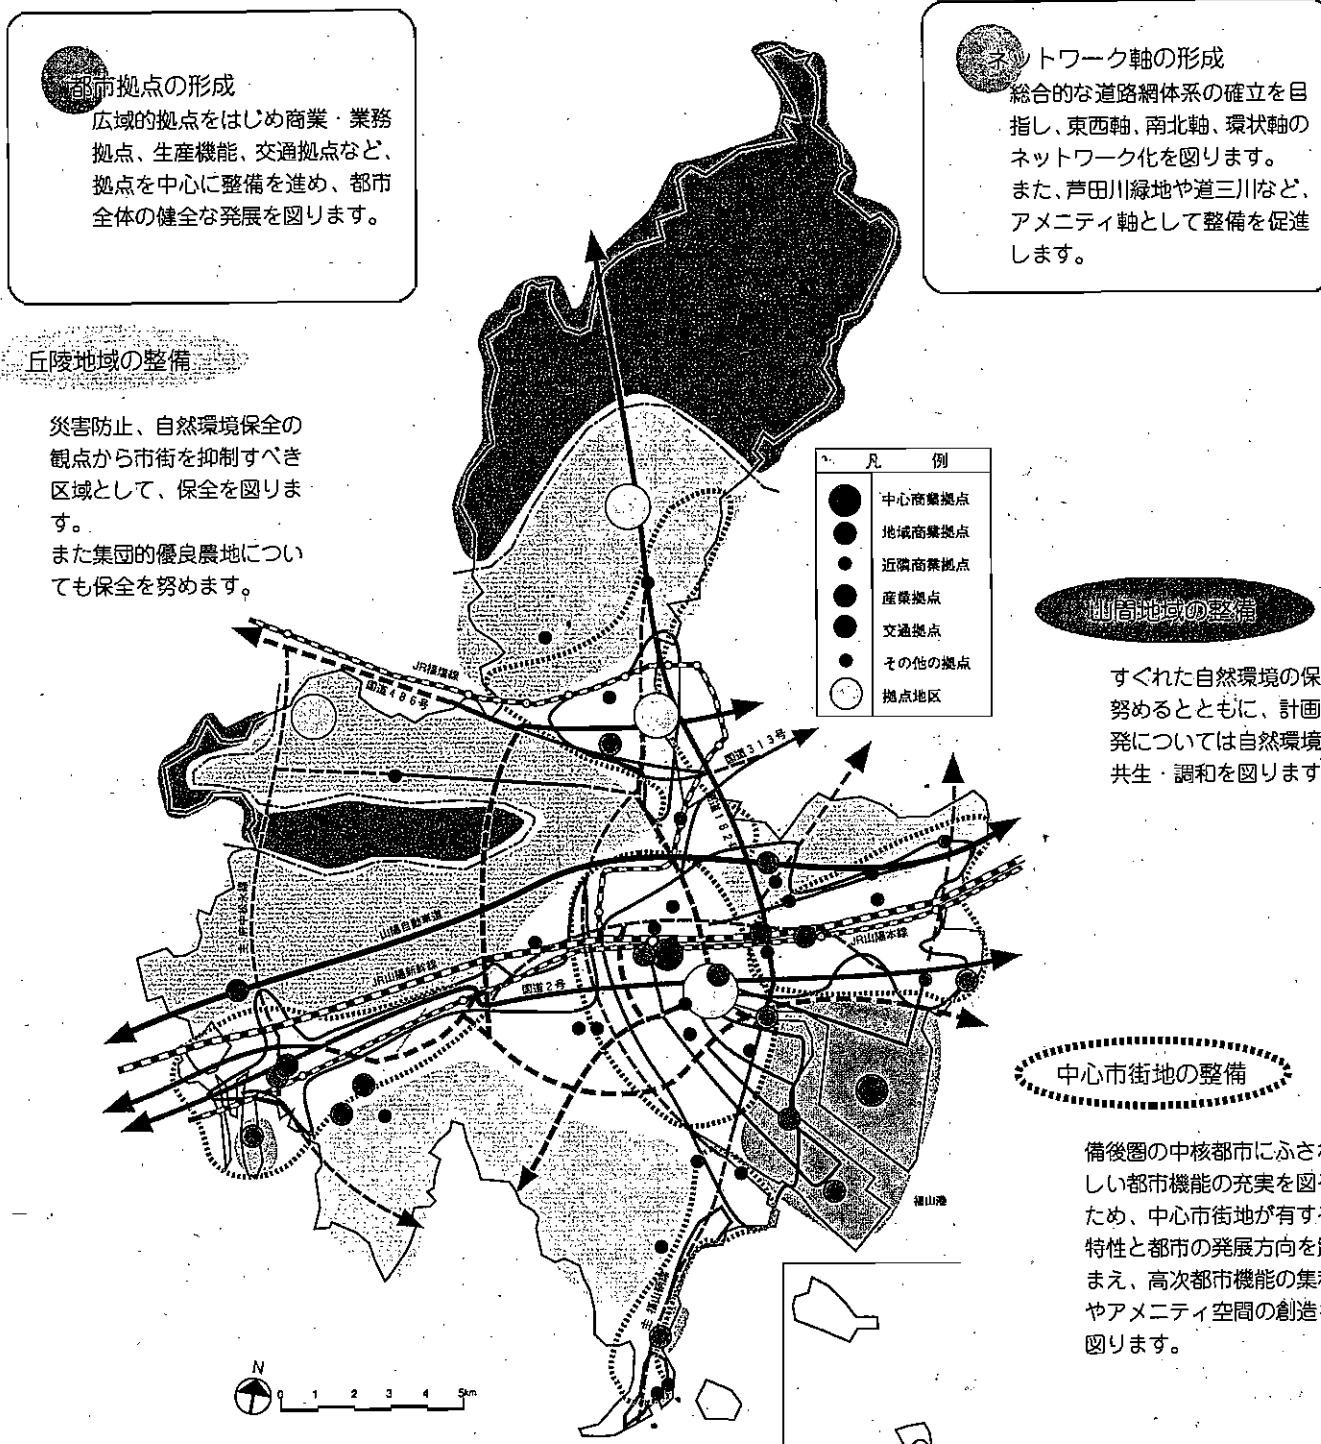 都市拠点の形成
広域的拠点をはじめ商業・業務
拠点、生産機能、交通拠点など、
拠点を中心に整備を進め、都市
全体の健全な発展を図ります。
ネットワーク軸の形成
総合的な道路網体系の確立を目
指し、東西軸、南北軸、環状軸の
ネットワーク化を図ります。
また、芦田川緑地や道三川など、
アメニティ軸として整備を促進
します。
丘陵地域の整備
災害防止、自然環境保全の
観点から市街を抑制すべき
区域として、保全を図りま
す。
また集団的優良農地につい
ても保全を努めます。
凡 例
中心商業拠点
地域商業拠点
近隣商業拠点
産業拠点
交通拠点
その他の拠点
拠点地区
山間地域の整備
すぐれた自然環境の保
努めるとともに、計画
発については自然環境
共生・調和を図ります
JR福塩線
国道486号
国道313号
国道182号
山陽自動車道
JR山陽新幹線
国道2号
JR山陽本線
福山港
中心市街地の整備
備後圏の中核都市にふさわ
しい都市機能の充実を図る
ため、中心市街地が有する
特性と都市の発展方向を踏
まえ、高次都市機能の集積
やアメニティ空間の創造を
図ります。
N
0 1 2 3 4 5km